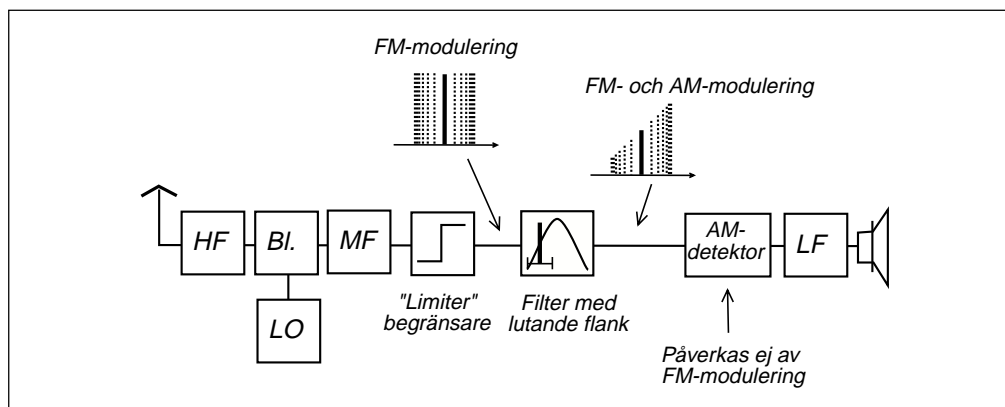 FM-modulering
FM- och AM-modulering
HF
Bl.
MF
AM-
detektor
LF
LO
"Limiter"
begränsare
Filter med
lutande flank
Påverkas ej av
FM-modulering